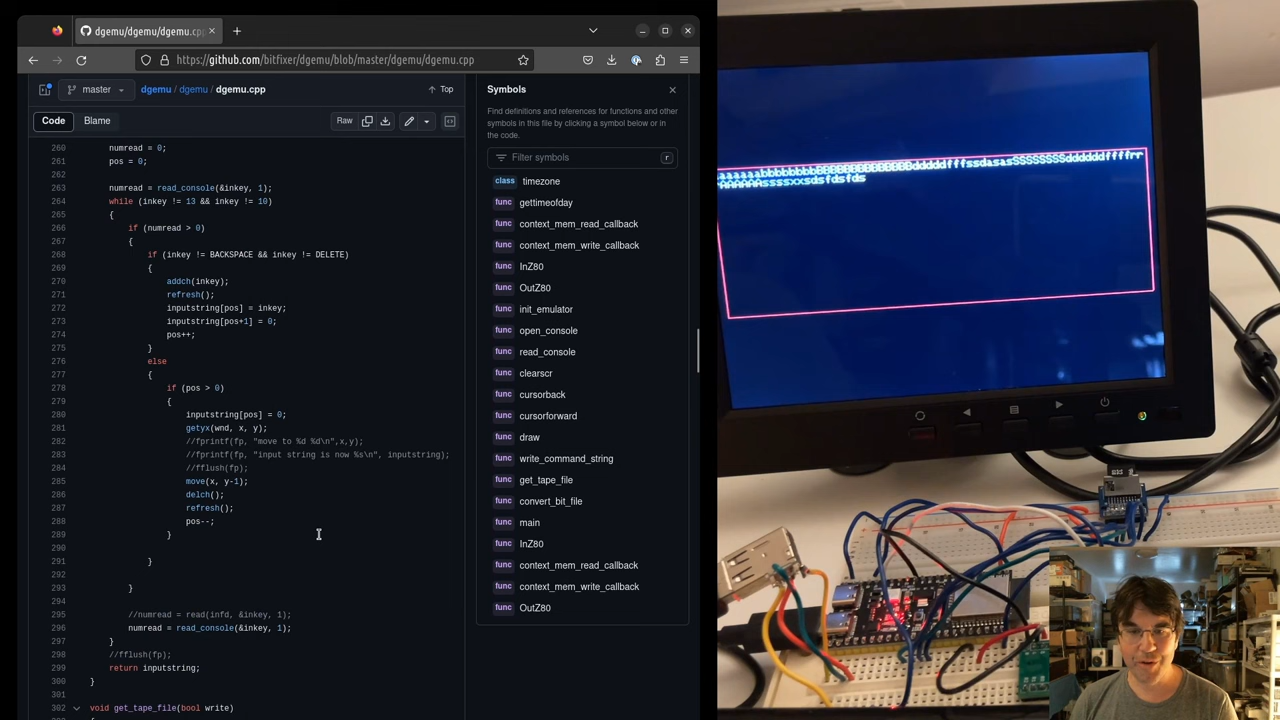 dgemu/dgemu/dgemu.cp
https://github.com/bitfixer/dgemu/blob/master/dgemu/dgemu.cpp
master
dgemu / dgemu / dgemu.cpp
Top
Code
Blame
Raw
260 numread = 0;
261 pos = 0;
262
263 numread = read_console(&inkey, 1);
264 while (inkey != 13 && inkey != 10)
265 {
266 if (numread > 0)
267 {
268 if (inkey != BACKSPACE && inkey != DELETE)
269 {
270 addch(inkey);
271 refresh();
272 inputstring[pos] = inkey;
273 inputstring[pos+1] = 0;
274 pos++;
275 }
276 else
277 {
278 if (pos > 0)
279 {
280 inputstring[pos] = 0;
281 getyx(wnd, x, y);
282 //fprintf(fp, "move to %d %d\n",x,y);
283 //fprintf(fp, "input string is now %s\n", inputstring);
284 //fflush(fp);
285 move(x, y-1);
286 delch();
287 refresh();
288 pos--;
289 }
290
291 }
292
293 }
294
295 //numread = read(infd, &inkey, 1);
296 numread = read_console(&inkey, 1);
297 }
298 //fflush(fp);
299 return inputstring;
300 }
301
302 void get_tape_file(bool write)
Symbols
Find definitions and references for functions and other
symbols in this file by clicking a symbol below or in
the code.
Filter symbols
r
class timezone
func gettimeofday
func context_mem_read_callback
func context_mem_write_callback
func InZ80
func OutZ80
func init_emulator
func open_console
func read_console
func clearscr
func cursorback
func cursorforward
func draw
func write_command_string
func get_tape_file
func convert_bit_file
func main
func InZ80
func context_mem_read_callback
func context_mem_write_callback
func OutZ80